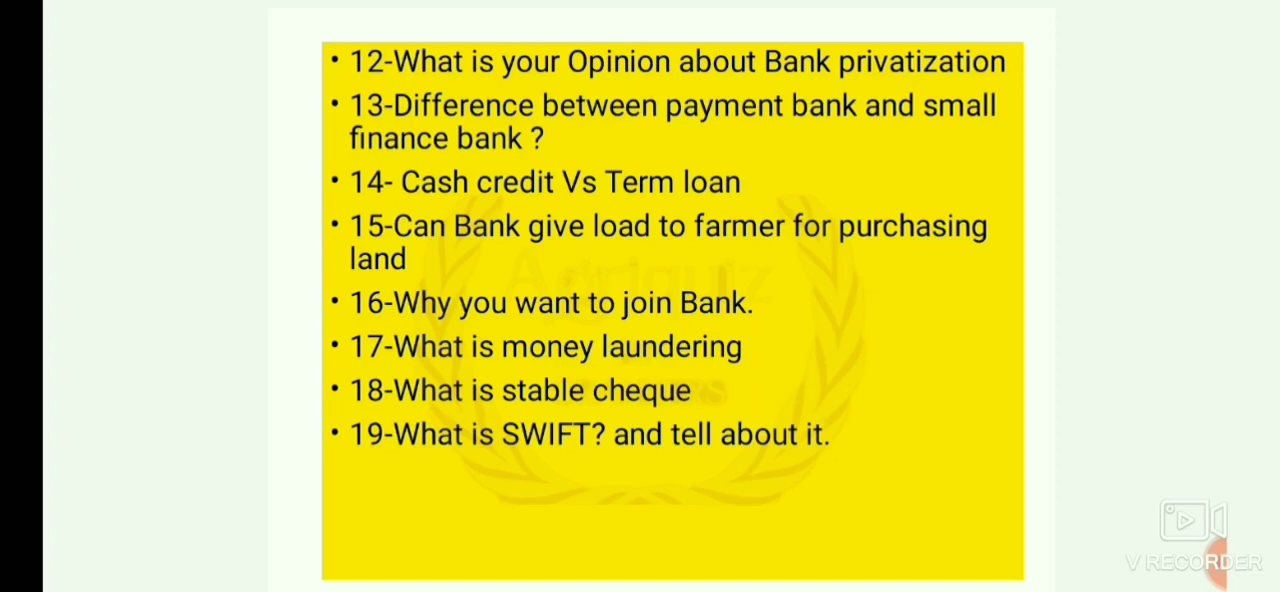 • 12-What is your Opinion about Bank privatization
• 13-Difference between payment bank and small
finance bank ?
• 14- Cash credit Vs Term loan
• 15-Can Bank give load to farmer for purchasing
land
• 16-Why you want to join Bank.
• 17-What is money laundering
• 18-What is stable cheque
• 19-What is SWIFT? and tell about it.
V RECORDER